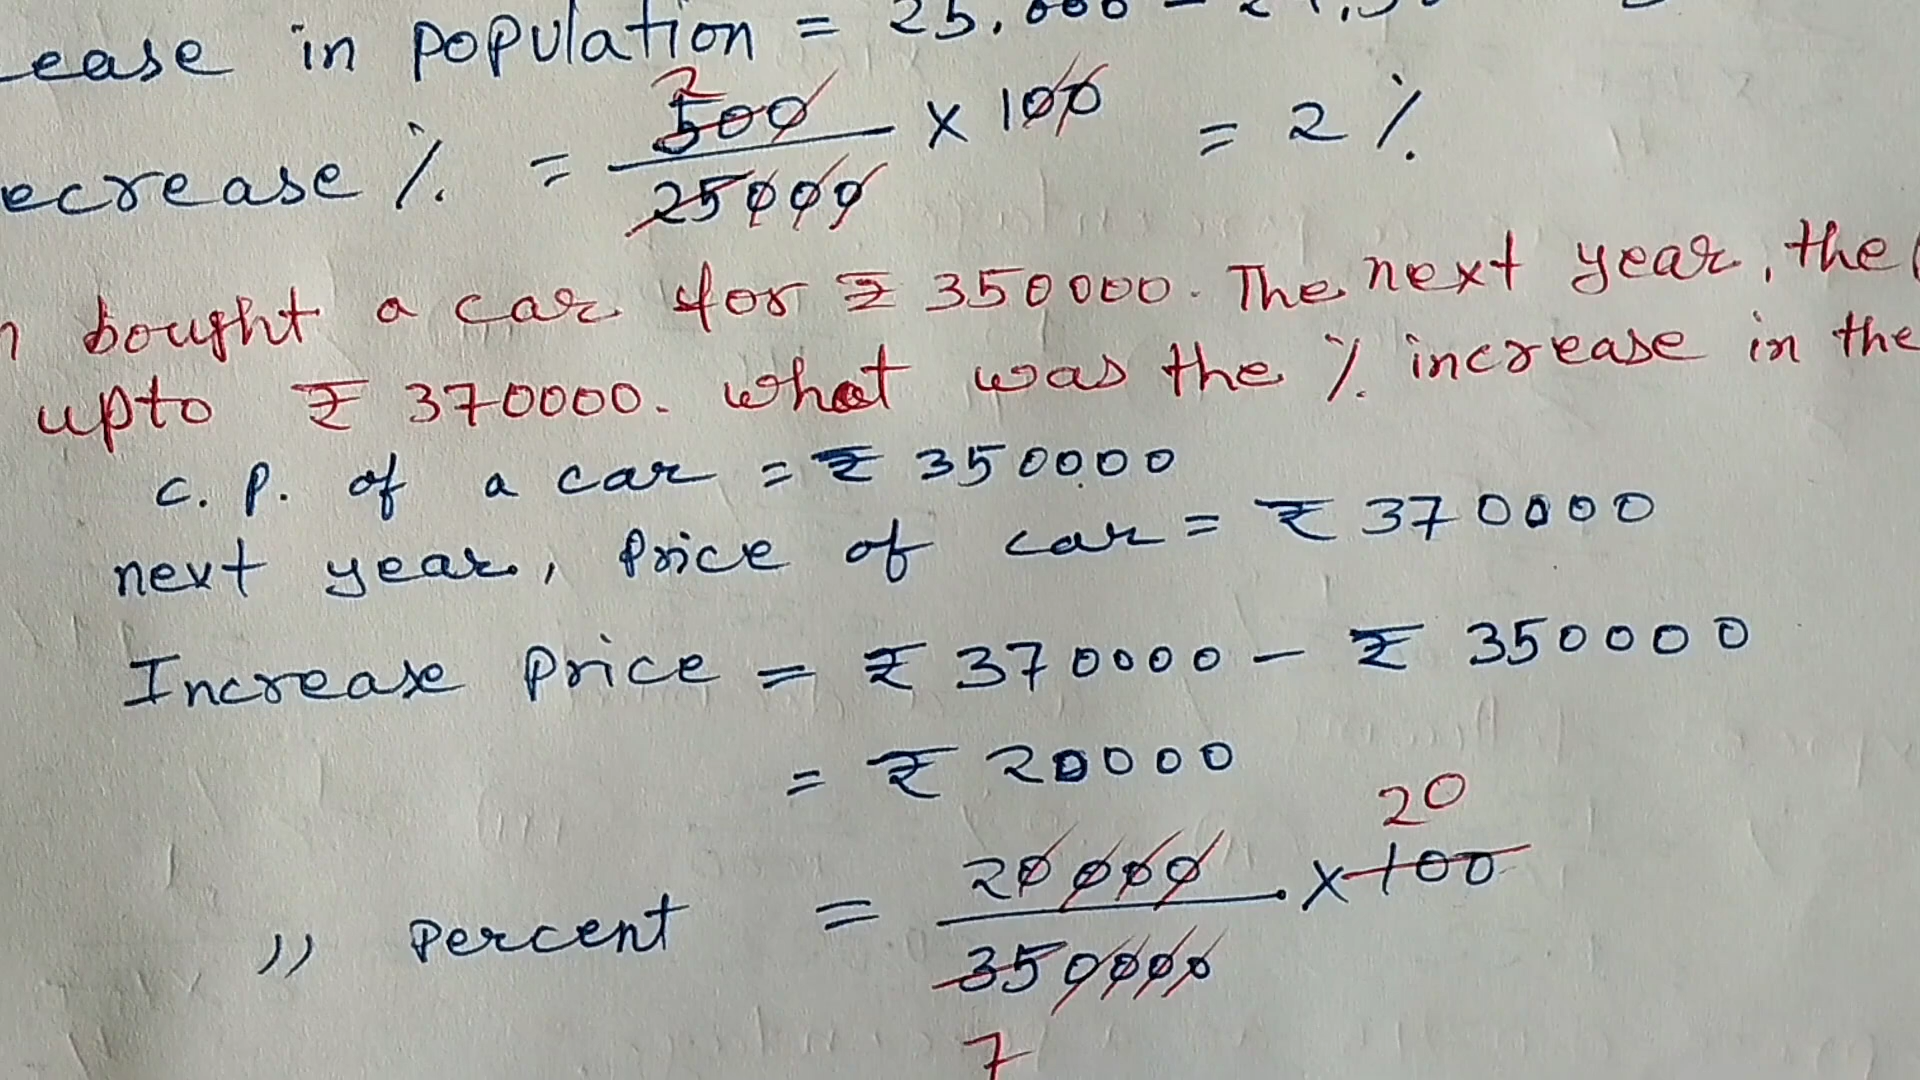 ease in population = 25,000 -
2
ecrease % = 500/25000 x 100 = 2 %
n bought a car for ₹ 350000. The next year, the
upto ₹ 370000. what was the % increase in the
c. p. of a car = ₹ 350000
next year, Price of car = ₹ 370000
Increase Price = ₹ 370000 - ₹ 350000
= ₹ 20000
20
,, Percent = 20000/350000 x 100
7